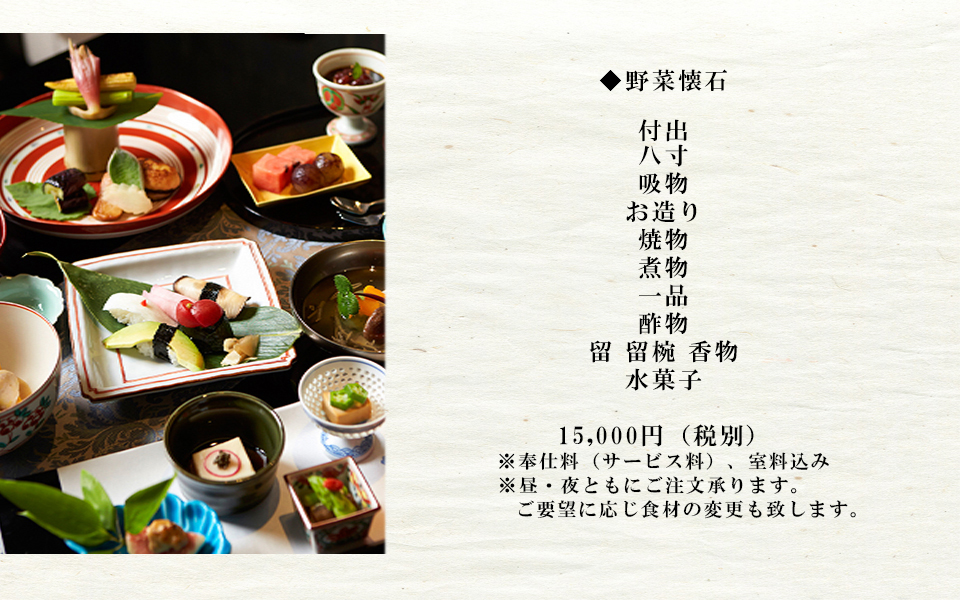 ◆野菜懐石
付出
八寸
吸物
お造り
焼物
煮物
一品
酢物
留 留椀 香物
水菓子
15,000円（税別）
※奉仕料（サービス料）、室料込み
※昼・夜ともにご注文承ります。
ご要望に応じ食材の変更も致します。